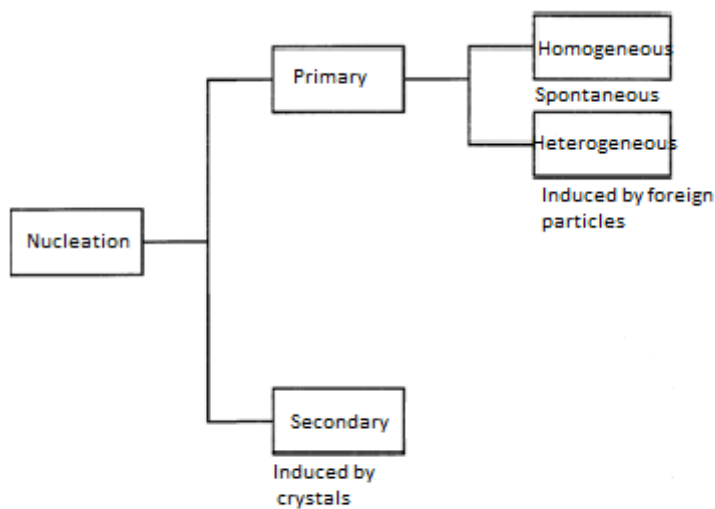 Homogeneous
Primary
Spontaneous
Heterogeneous
Induced by foreign
particles
Nucleation
Secondary
Induced by
crystals